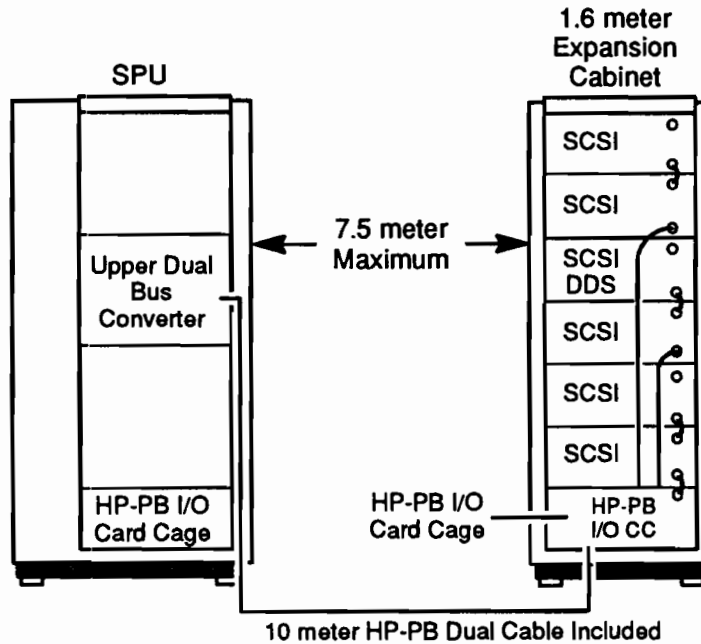 SPU
1.6 meter
Expansion
Cabinet
SCSI
SCSI
7.5 meter
Maximum
Upper Dual
Bus
Converter
SCSI
DDS
SCSI
SCSI
SCSI
HP-PB I/O
Card Cage
HP-PB I/O
Card Cage
HP-PB
I/O CC
10 meter HP-PB Dual Cable Included